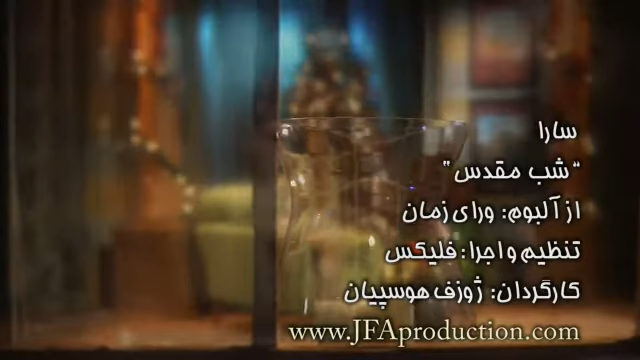 سارا
"شب مقدس"
از آلبوم: ورای زمان
تنظیم و اجرا: فلیکس
کارگردان: ژوزف هوسپیان
www.JFAproduction.com